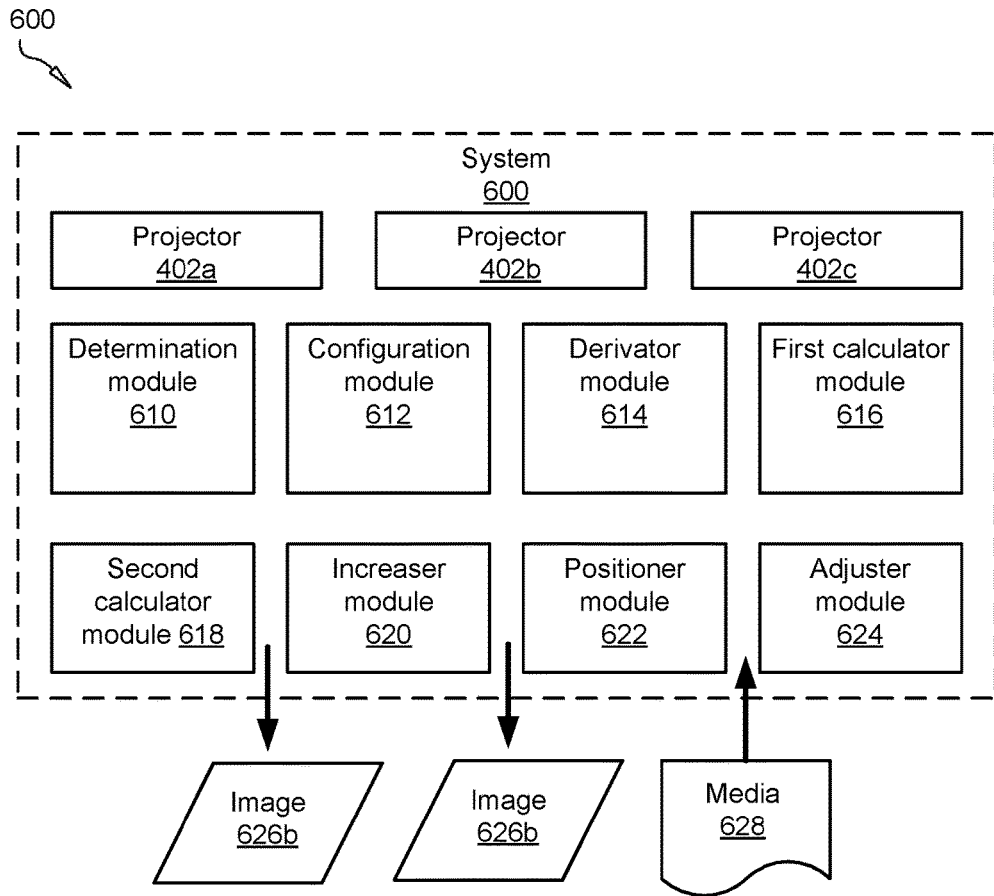 600
System
600
Projector
402a
Projector
402b
Projector
402c
Determination
module
610
Configuration
module
612
Derivator
module
614
First calculator
module
616
Second
calculator
module 618
Increaser
module
620
Positioner
module
622
Adjuster
module
624
Image
626b
Image
626b
Media
628